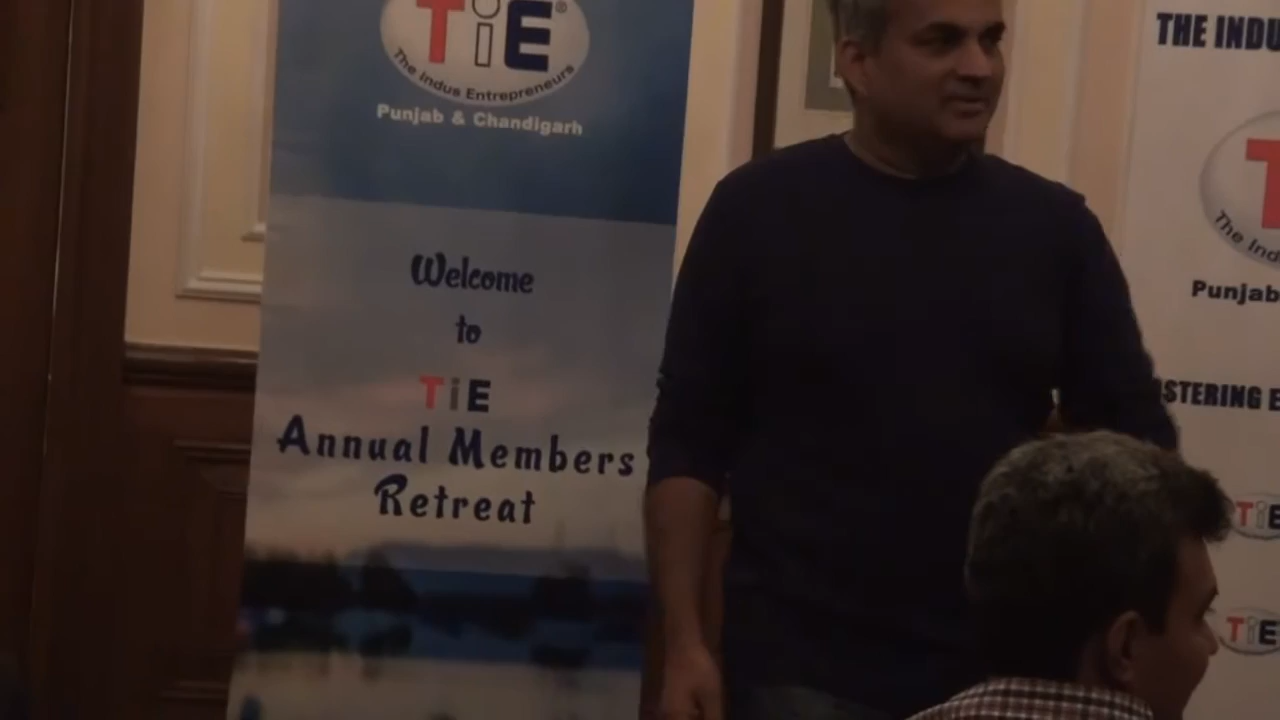 TiE®
The Indus Entrepreneurs
Punjab & Chandigarh
Welcome
to
TiE
Annual Members
Retreat
THE INDU
T
The Ind
Punjab
STERING E
TiE
TiE